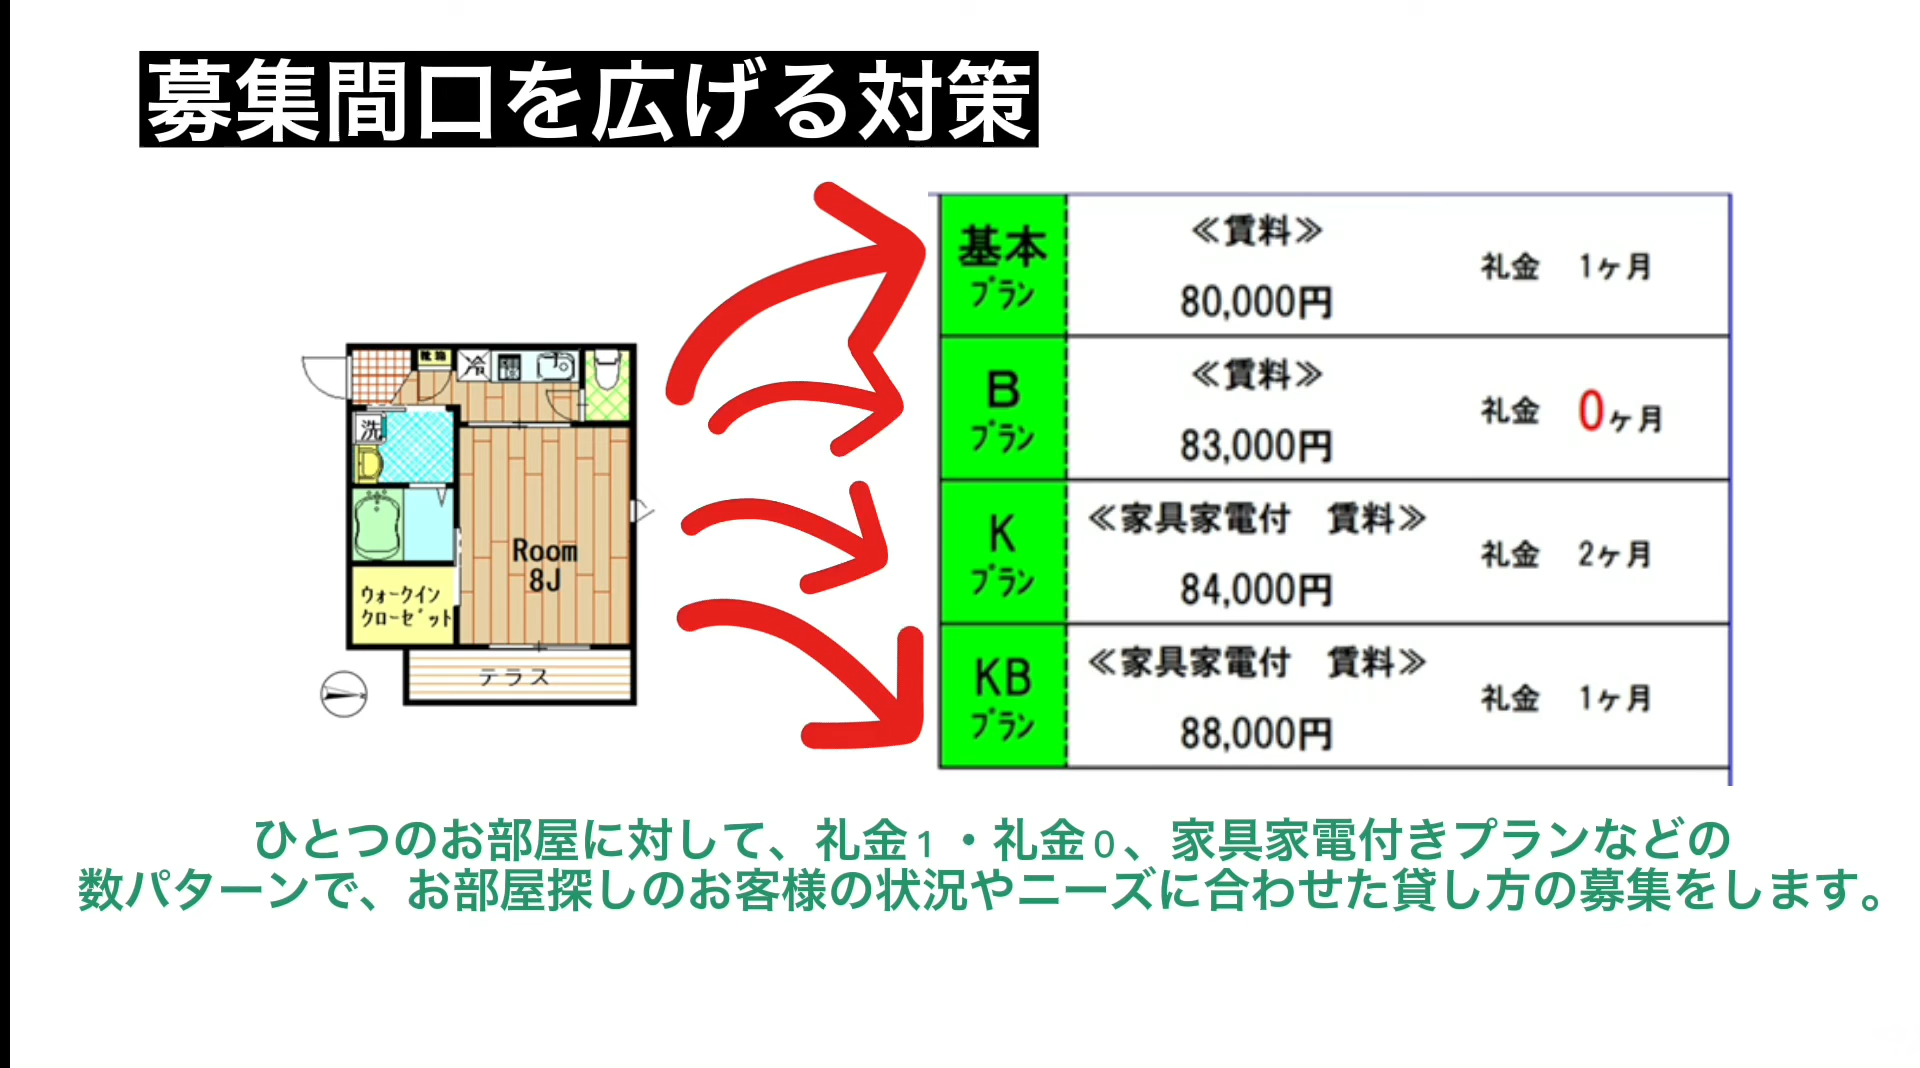 募集間口を広げる対策
冷
洗
Room
8J
ウォークイン
クローゼット
テラス
基本
プラン
≪賃料≫
80,000円
礼金 1ヶ月
B
プラン
≪賃料≫
83,000円
礼金 0ヶ月
K
プラン
≪家具家電付 賃料≫
84,000円
礼金 2ヶ月
KB
プラン
≪家具家電付 賃料≫
88,000円
礼金 1ヶ月
ひとつのお部屋に対して、礼金1・礼金0、家具家電付きプランなどの
数パターンで、お部屋探しのお客様の状況やニーズに合わせた貸し方の募集をします。